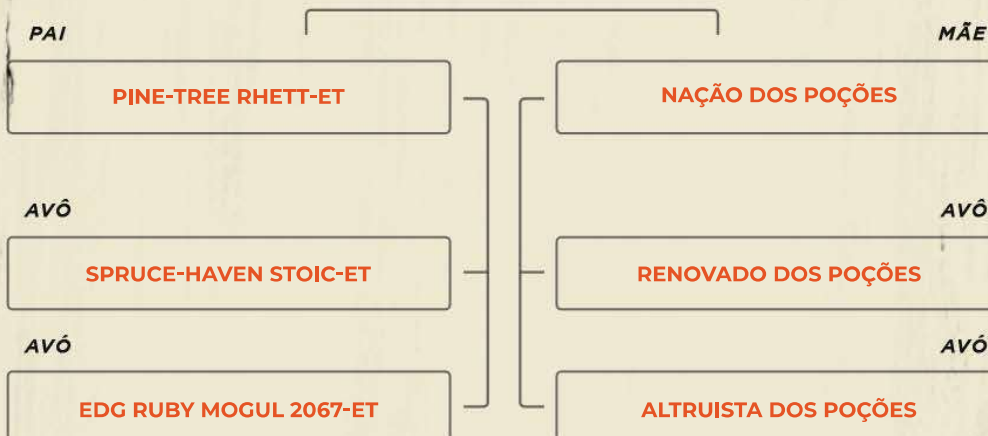 PAI
MÃE
PINE-TREE RHETT-ET
NAÇÃO DOS POÇÕES
AVÔ
AVÔ
SPRUCE-HAVEN STOIC-ET
RENOVADO DOS POÇÕES
AVÓ
AVÓ
EDG RUBY MOGUL 2067-ET
ALTRUISTA DOS POÇÕES